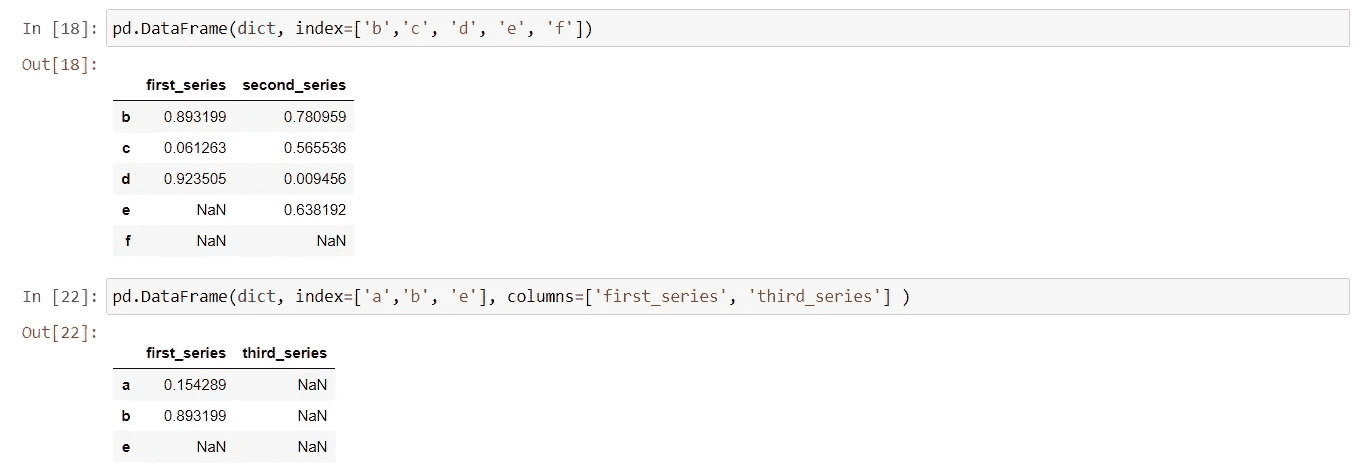 In [18]: pd.DataFrame(dict, index=['b','c', 'd', 'e', 'f'])
Out[18]:
first_series second_series
b 0.893199 0.780959
c 0.061263 0.565536
d 0.923505 0.009456
e NaN 0.638192
f NaN NaN
In [22]: pd.DataFrame(dict, index=['a','b', 'e'], columns=['first_series', 'third_series'] )
Out[22]:
first_series third_series
a 0.154289 NaN
b 0.893199 NaN
e NaN NaN